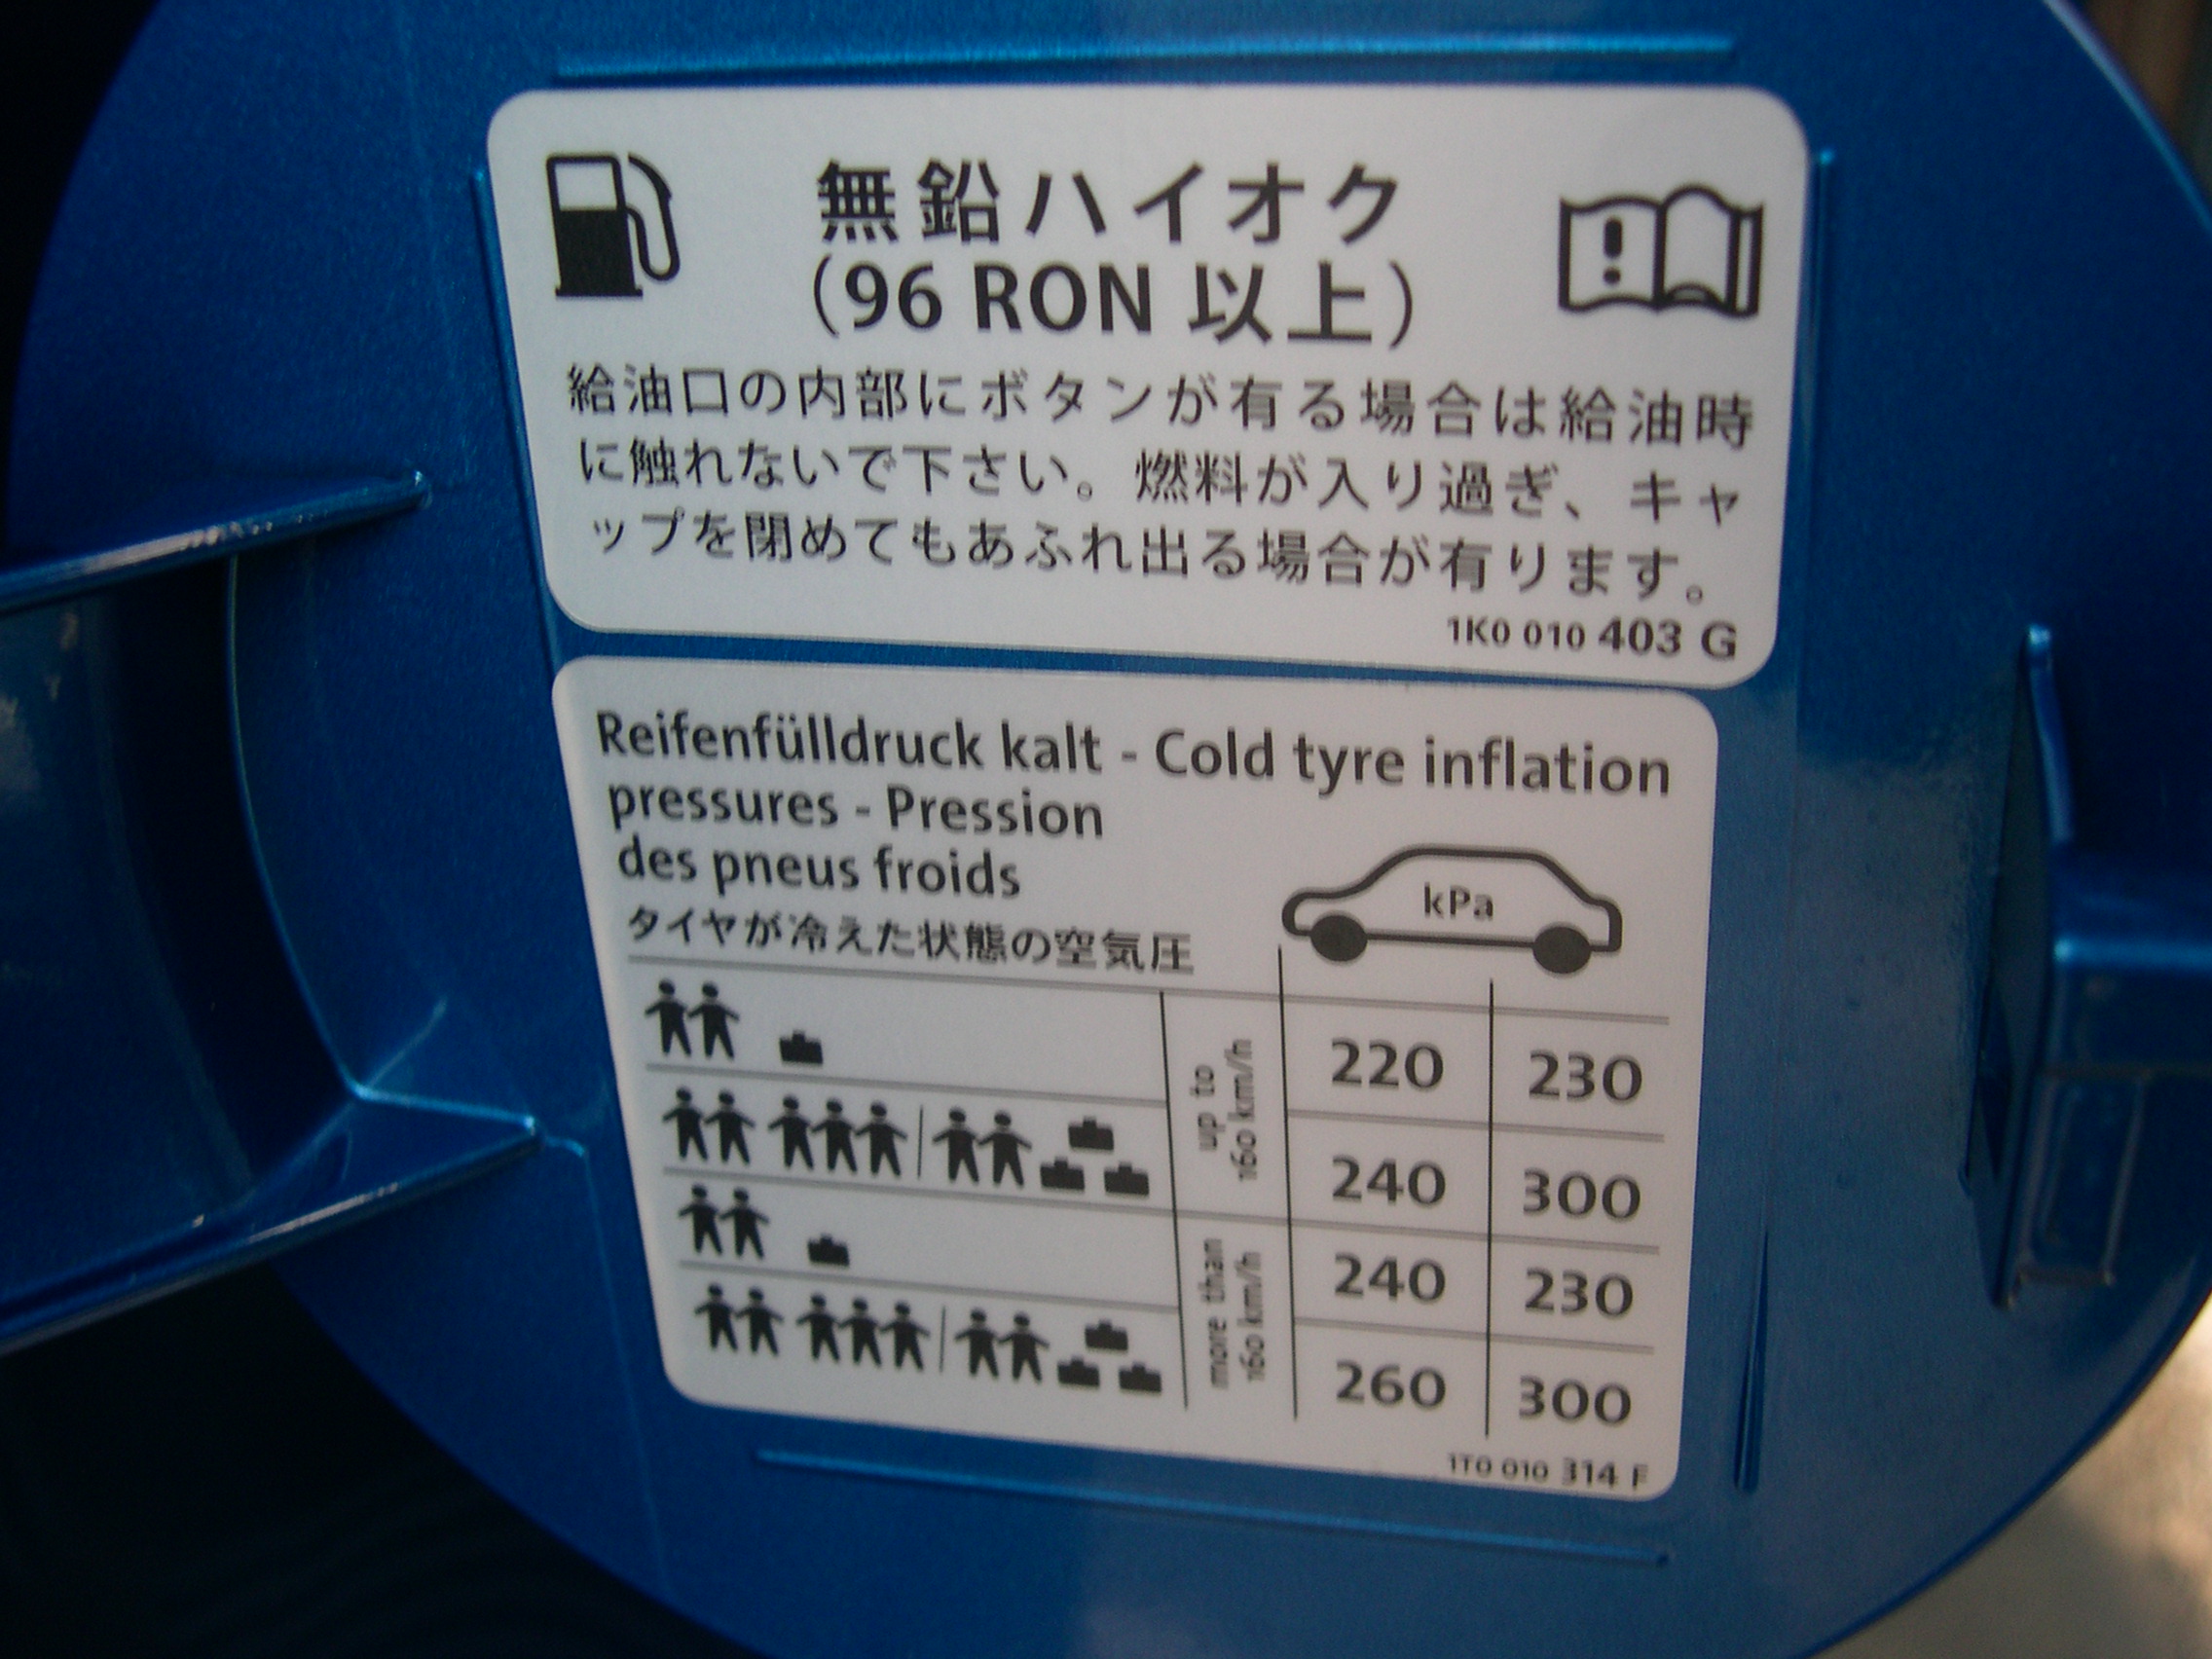 無鉛ハイオク
(96 RON 以上)
給油口の内部にボタンが有る場合は給油時
に触れないで下さい。燃料が入り過ぎ、キャ
ップを閉めてもあふれ出る場合が有ります。
1K0 010 403 G
Reifenfülldruck kalt - Cold tyre inflation
pressures - Pression
des pneus froids
kPa
タイヤが冷えた状態の空気圧
up to
160 km/h
220 230
240 300
more than
160 km/h
240 230
260 300
1T0 010 314 F